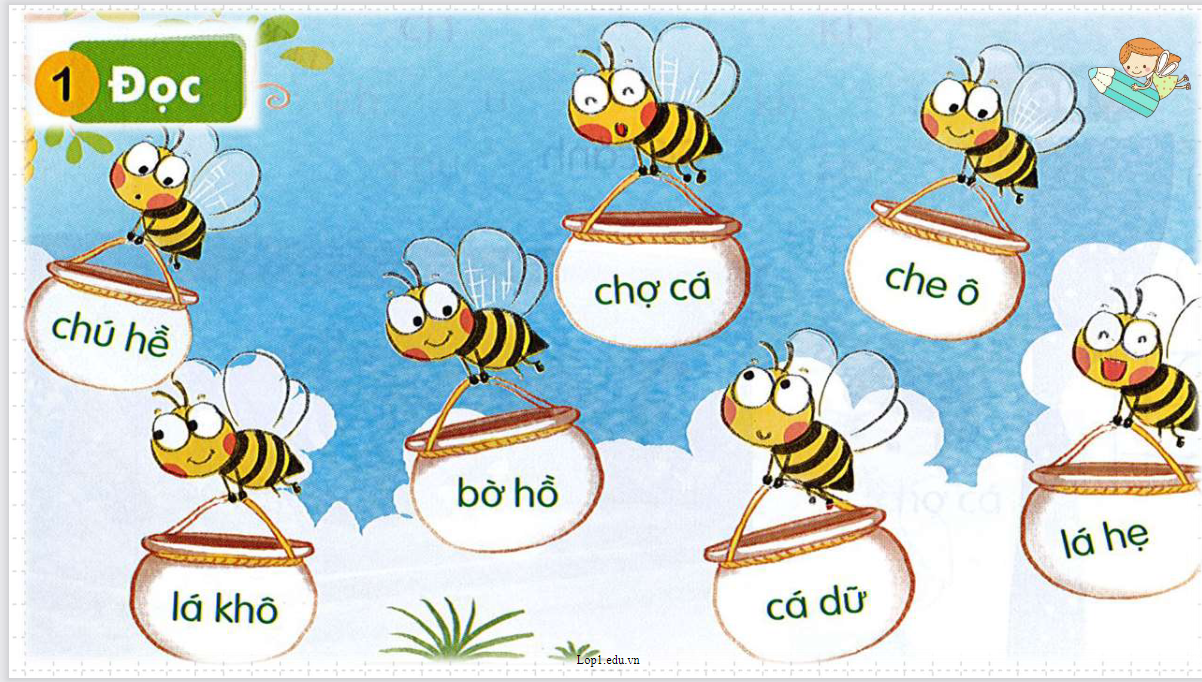 1 Đọc
chú hề
bờ hồ
chợ cá
che ô
lá khô
cá dữ
lá hẹ
Lop1.edu.vn